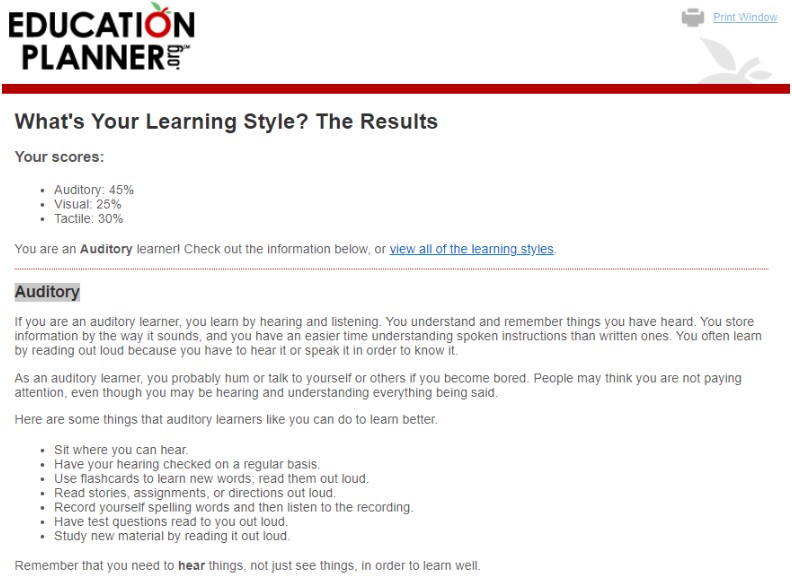 EDUCATION
PLANNER.org℠
Print Window
What's Your Learning Style? The Results
Your scores:
• Auditory: 45%
• Visual: 25%
• Tactile: 30%
You are an Auditory learner! Check out the information below, or view all of the learning styles.
Auditory
If you are an auditory learner, you learn by hearing and listening. You understand and remember things you have heard. You store
information by the way it sounds, and you have an easier time understanding spoken instructions than written ones. You often learn
by reading out loud because you have to hear it or speak it in order to know it.
As an auditory learner, you probably hum or talk to yourself or others if you become bored. People may think you are not paying
attention, even though you may be hearing and understanding everything being said.
Here are some things that auditory learners like you can do to learn better.
• Sit where you can hear.
• Have your hearing checked on a regular basis.
• Use flashcards to learn new words; read them out loud.
• Read stories, assignments, or directions out loud.
• Record yourself spelling words and then listen to the recording.
• Have test questions read to you out loud.
• Study new material by reading it out loud.
Remember that you need to hear things, not just see things, in order to learn well.